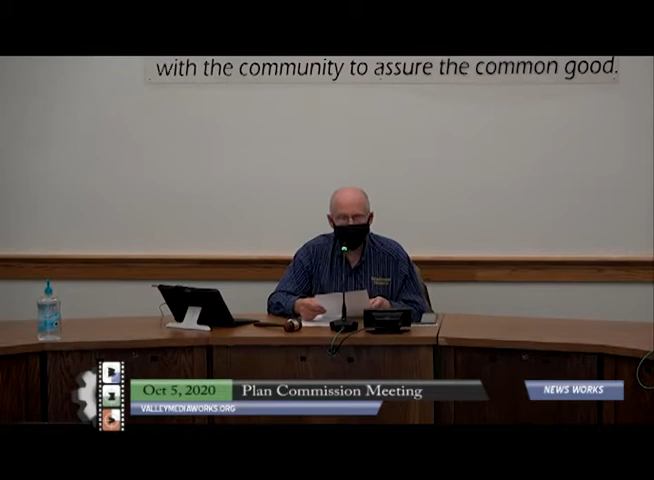 with the community to assure the common good.
Oct 5, 2020
Plan Commission Meeting
NEWS WORKS
VALLEYMEDIAWORKS.ORG